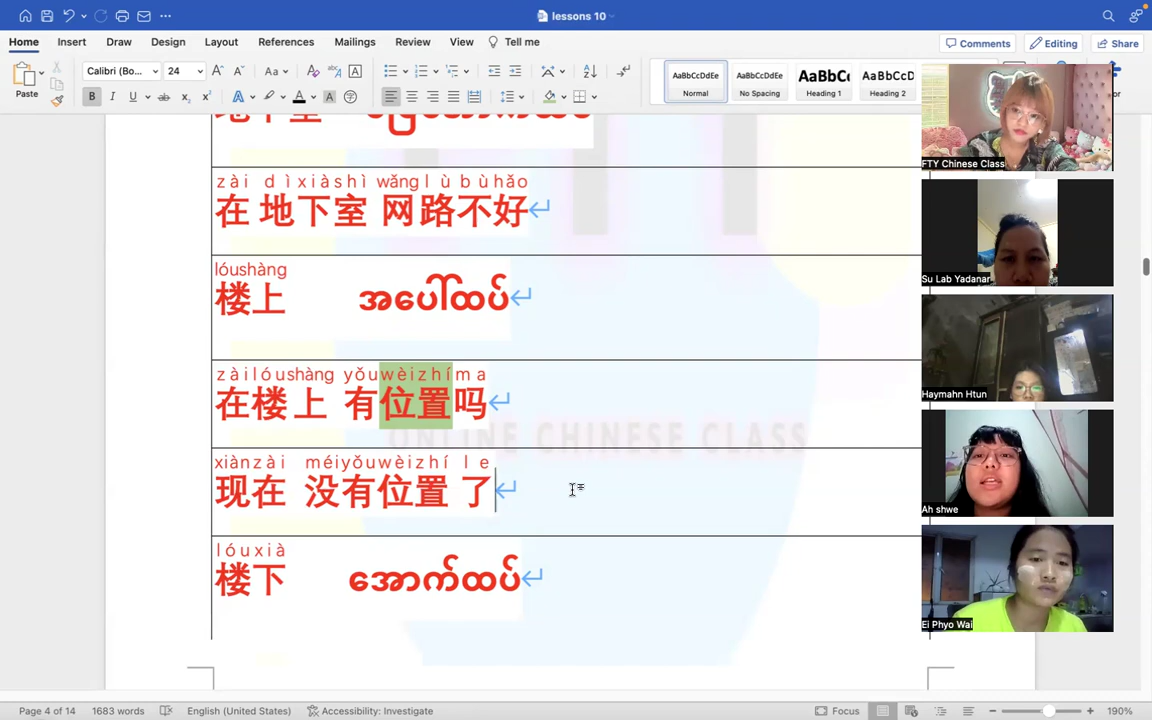 lessons 10
Home Insert Draw Design Layout References Mailings Review View Tell me Comments Editing Share
Paste
Calibri (Bo... 24
AaBbCcDdEe AaBbCcDdEe AaBbC AaBbCcD
Normal No Spacing Heading 1 Heading 2
zài dìxiàshì wǎnglù bùhǎo
在 地下室 网路不好
lóushàng
楼上 အပေါ်ထပ်
zàilóushàng yǒuwèizhíma
在楼上 有位置吗
xiànzài méiyǒuwèizhí le
现在 没有位置 了
lóuxià
楼下 အောက်ထပ်
ONLINE CHINESE CLASS
FTY Chinese Class
Su Lab Yadanar
Haymahn Htun
Ah shwe
Ei Phyo Wai
Page 4 of 14 1683 words English (United States) Accessibility: Investigate Focus 190%